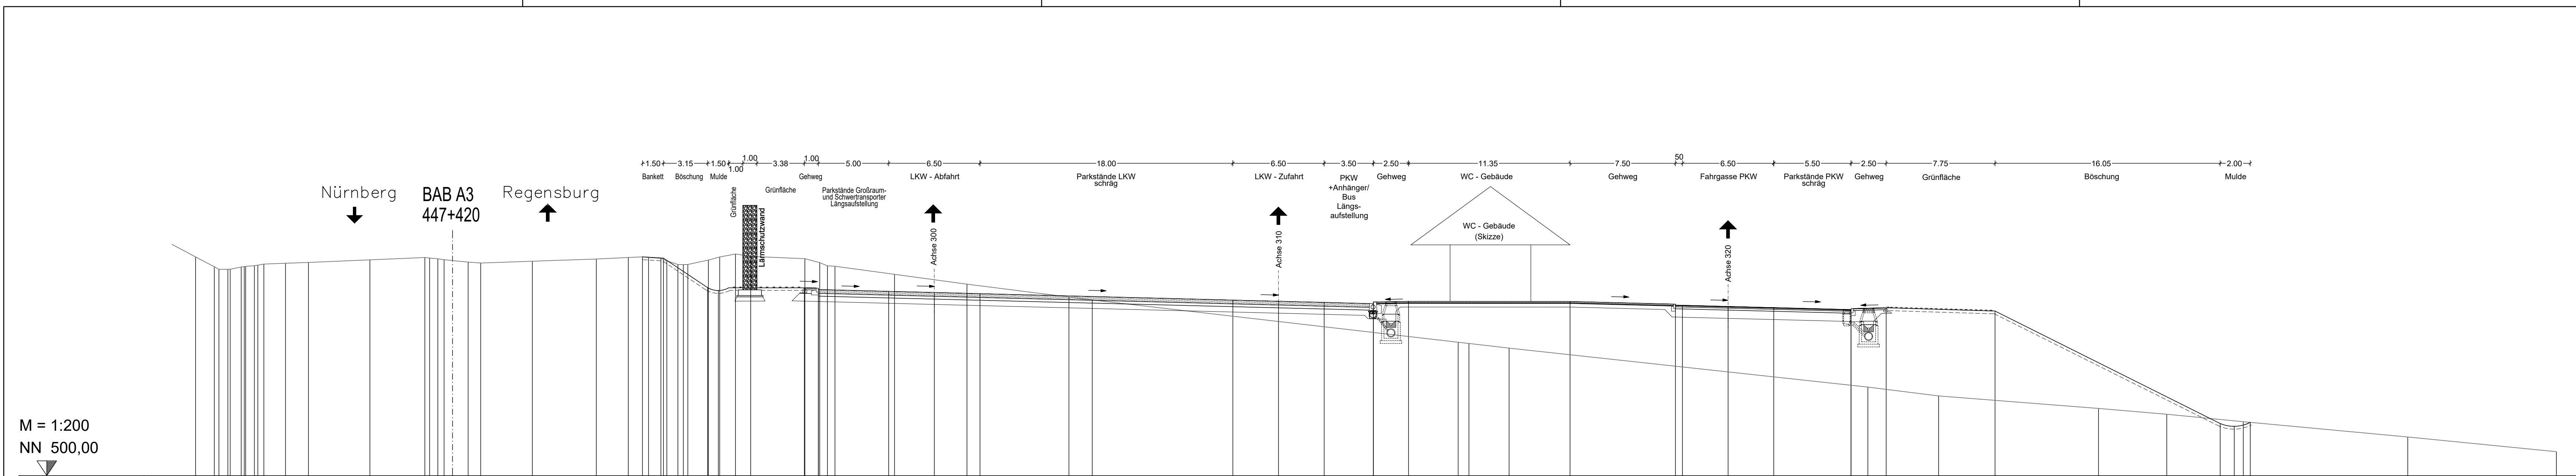 1.50 3.15 1.50 1.00 1.00 3.38 1.00 5.00 6.50 18.00 6.50 3.50 2.50 11.35 7.50 50 6.50 5.50 2.50 7.75 16.05 2.00
Bankett
Böschung
Mulde
Grünfläche
Lärmschutzwand
Grünfläche
Gehweg
Parkstände Großraum-
und Schwertransporter
Längsaufstellung
LKW - Abfahrt
Parkstände LKW
schräg
LKW - Zufahrt
PKW
+Anhänger/
Bus
Längs-
aufstellung
Gehweg
WC - Gebäude
Gehweg
Fahrgasse PKW
Parkstände PKW
schräg
Gehweg
Grünfläche
Böschung
Mulde
Nürnberg
BAB A3
447+420
Regensburg
Achse 300
Achse 310
WC - Gebäude
(Skizze)
Achse 320
M = 1:200
NN 500,00